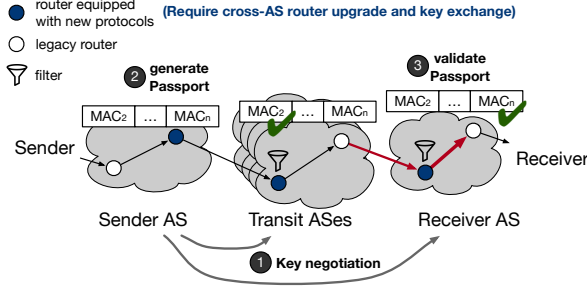 router equipped
with new protocols
(Require cross-AS router upgrade and key exchange)
legacy router
filter
2 generate
Passport
3 validate
Passport
MAC2 ... MACn
MAC2 ... MACn
MAC2 ... MACn
Sender
Receiver
Sender AS
Transit ASes
Receiver AS
1 Key negotiation